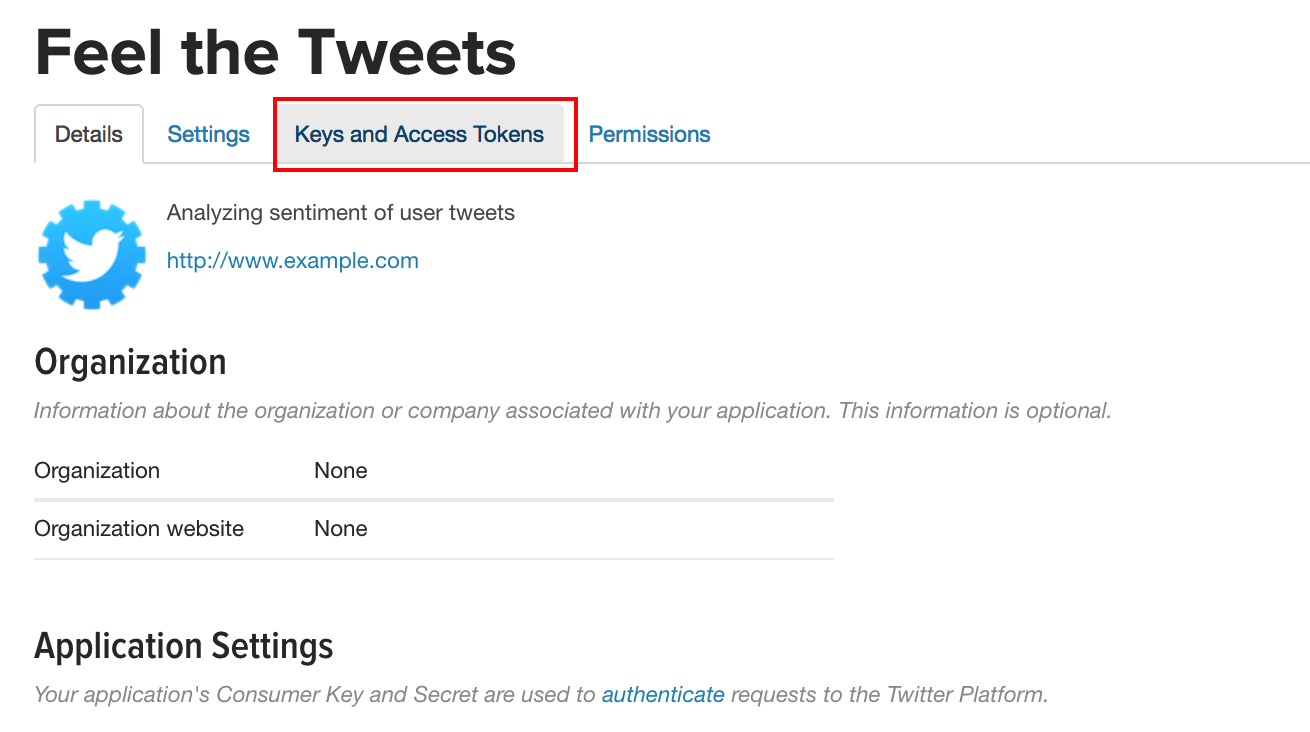 Feel the Tweets
Details Settings Keys and Access Tokens Permissions
Analyzing sentiment of user tweets
http://www.example.com
Organization
Information about the organization or company associated with your application. This information is optional.
Organization None
Organization website None
Application Settings
Your application's Consumer Key and Secret are used to authenticate requests to the Twitter Platform.